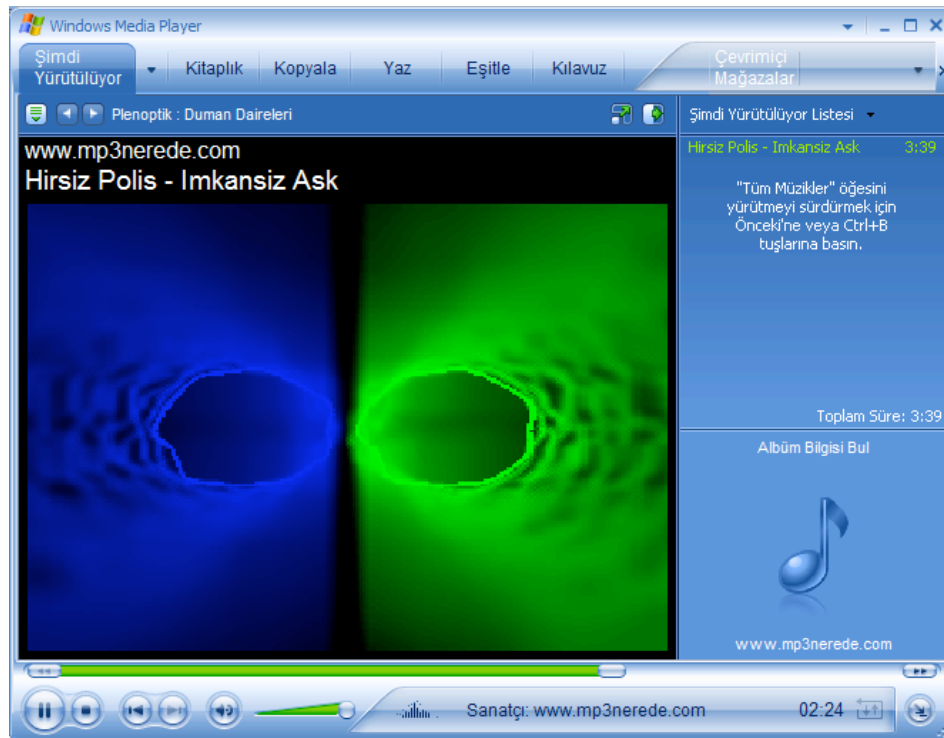 Windows Media Player
Şimdi
Yürütülüyor
Kitaplık
Kopyala
Yaz
Eşitle
Kılavuz
Çevrimiçi
Mağazalar
Plenoptik : Duman Daireleri
Şimdi Yürütülüyor Listesi
www.mp3nerede.com
Hirsiz Polis - Imkansiz Ask
Hirsiz Polis - Imkansiz Ask 3:39
"Tüm Müzikler" öğesini
yürütmeyi sürdürmek için
Önceki'ne veya Ctrl+B
tuşlarına basın.
Toplam Süre: 3:39
Albüm Bilgisi Bul
www.mp3nerede.com
Sanatçı: www.mp3nerede.com
02:24